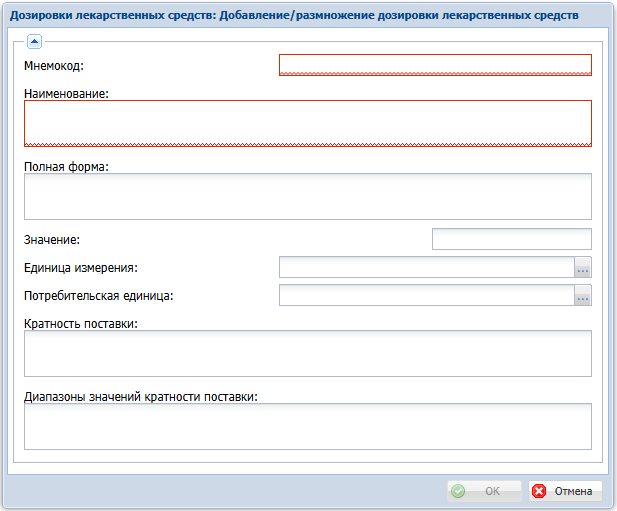 Дозировки лекарственных средств: Добавление/размножение дозировки лекарственных средств
Мнемокод:
Наименование:
Полная форма:
Значение:
Единица измерения:
...
Потребительская единица:
...
Кратность поставки:
Диапазоны значений кратности поставки:
ОК
Отмена